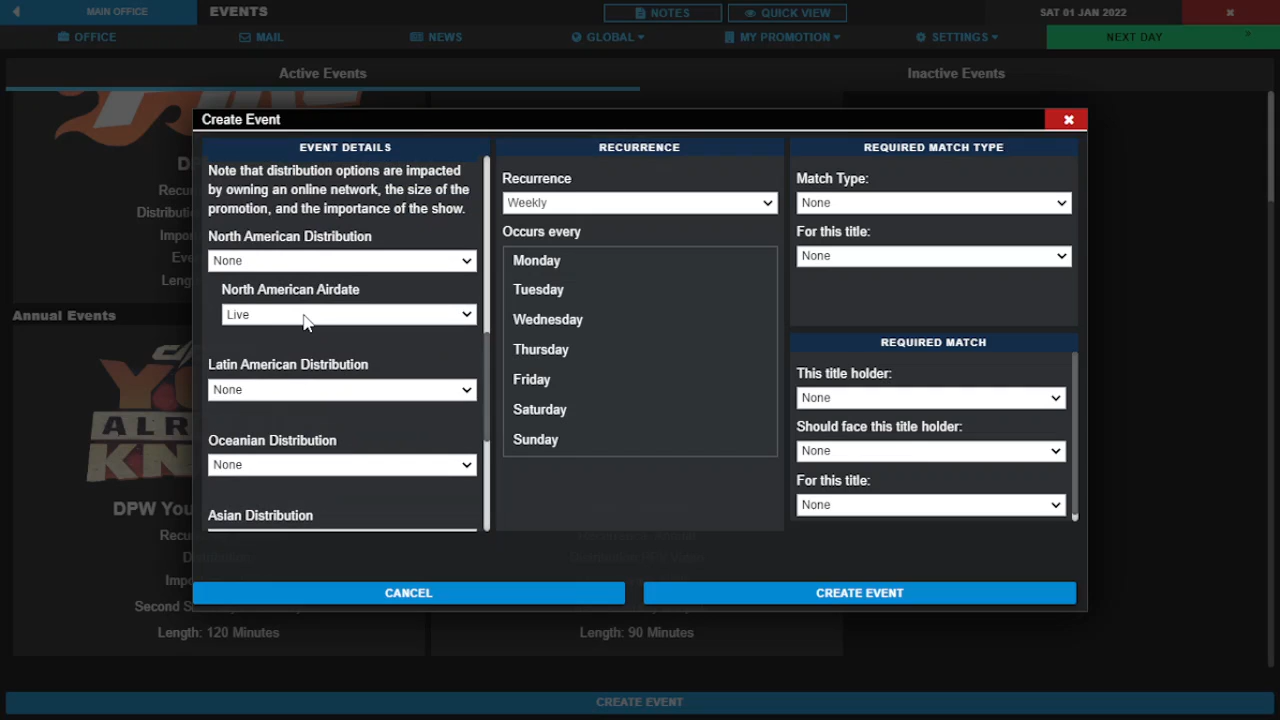 MAIN OFFICE
EVENTS
NOTES
QUICK VIEW
SAT 01 JAN 2022
OFFICE
MAIL
NEWS
GLOBAL
MY PROMOTION
SETTINGS
NEXT DAY
Active Events
Inactive Events
Annual Events
Create Event
EVENT DETAILS
Note that distribution options are impacted
by owning an online network, the size of the
promotion, and the importance of the show.
North American Distribution
None
North American Airdate
Live
Latin American Distribution
None
Oceanian Distribution
None
Asian Distribution
RECURRENCE
Recurrence
Weekly
Occurs every
Monday
Tuesday
Wednesday
Thursday
Friday
Saturday
Sunday
REQUIRED MATCH TYPE
Match Type:
None
For this title:
None
REQUIRED MATCH
This title holder:
None
Should face this title holder:
None
For this title:
None
CANCEL
CREATE EVENT
Length: 120 Minutes
Length: 90 Minutes
CREATE EVENT